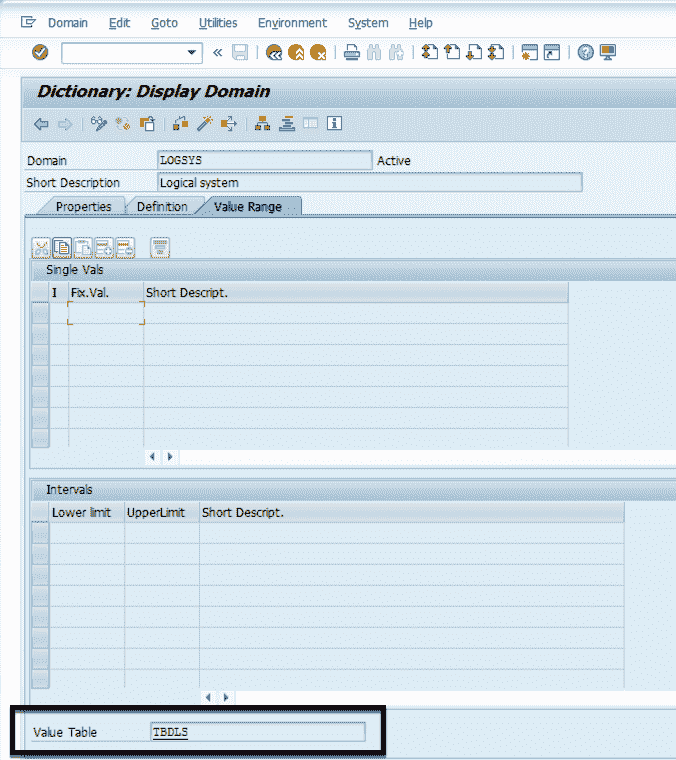 Domain Edit Goto Utilities Environment System Help
Dictionary: Display Domain
Domain LOGSYS Active
Short Description Logical system
Properties Definition Value Range
Single Vals
I Fix.Val. Short Descript.
Intervals
Lower limit UpperLimit Short Descript.
Value Table TBDLS